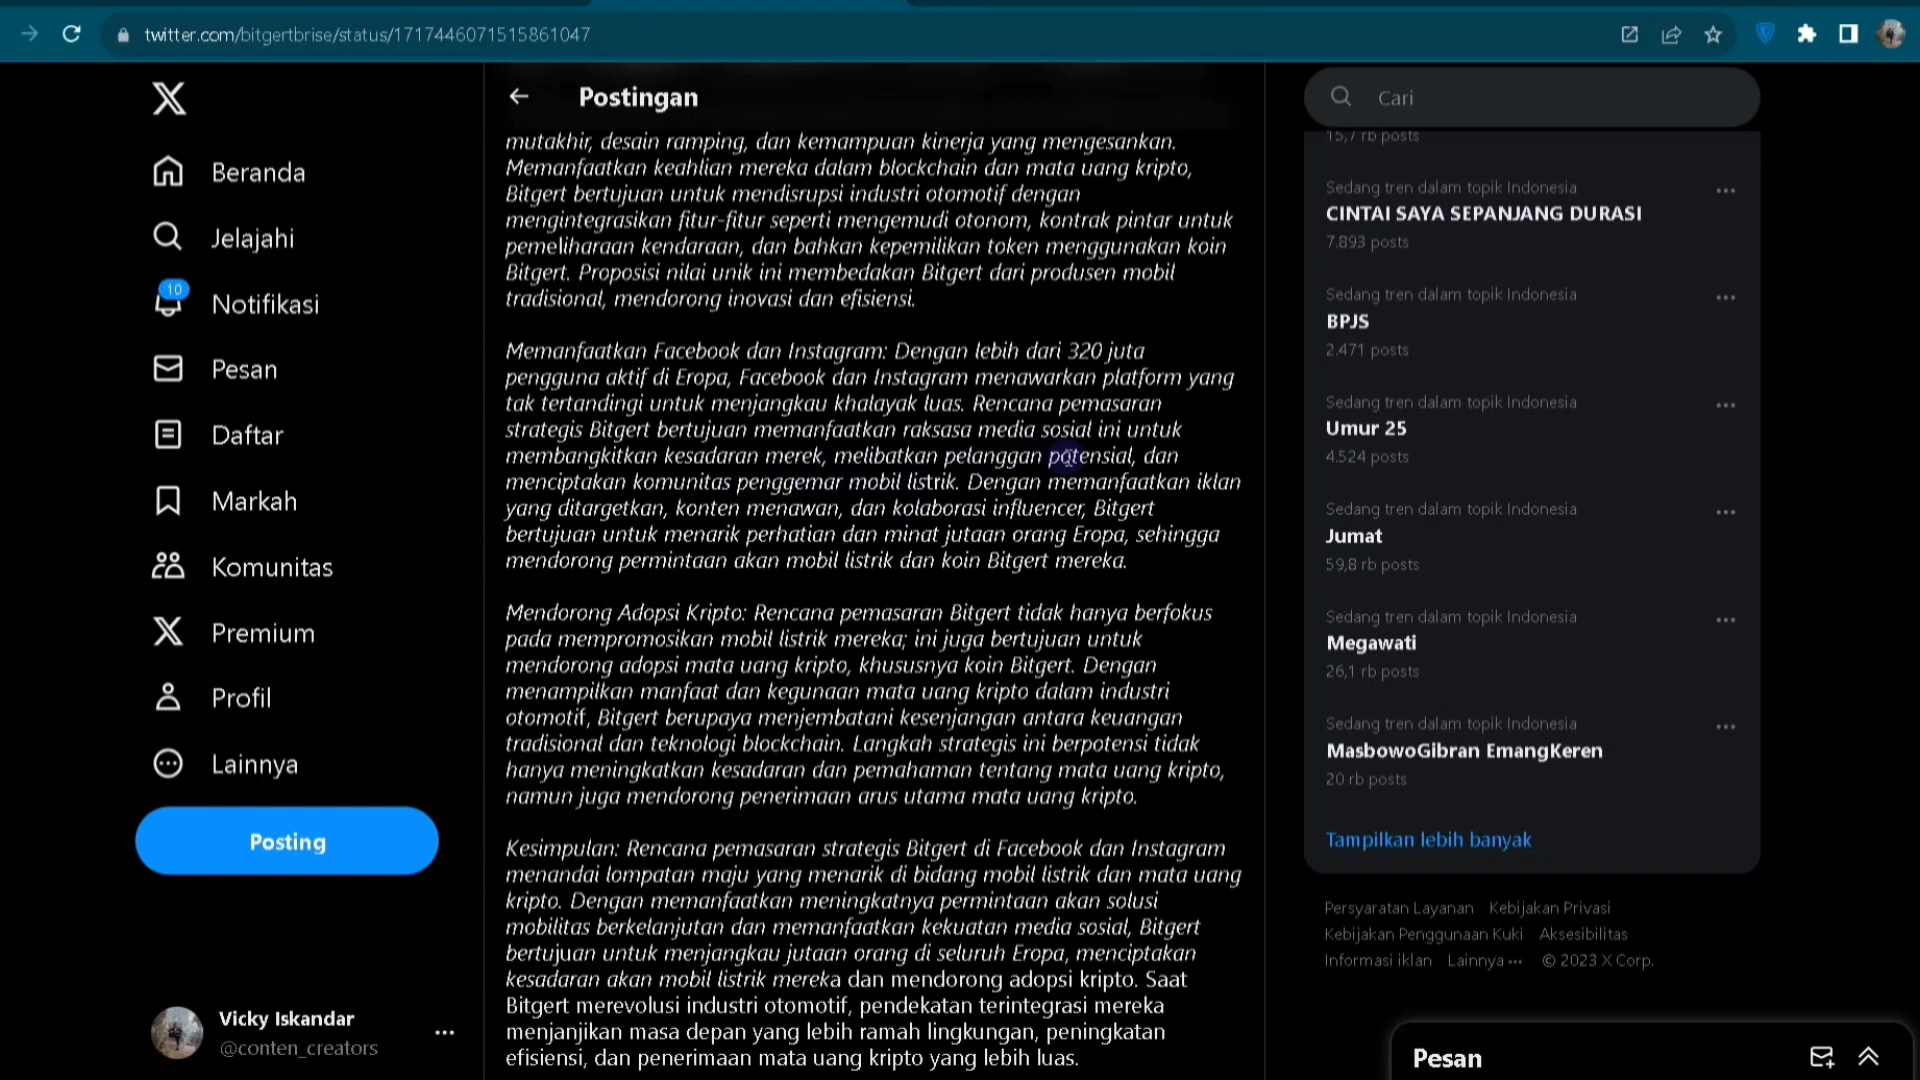 twitter.com/bitgertbrise/status/1717446071515861047
Beranda
Jelajahi
10
Notifikasi
Pesan
Daftar
Markah
Komunitas
Premium
Profil
Lainnya
Posting
Vicky Iskandar
@conten_creators
Postingan
mutakhir, desain ramping, dan kemampuan kinerja yang mengesankan.
Memanfaatkan keahlian mereka dalam blockchain dan mata uang kripto,
Bitgert bertujuan untuk mendisrupsi industri otomotif dengan
mengintegrasikan fitur-fitur seperti mengemudi otonom, kontrak pintar untuk
pemeliharaan kendaraan, dan bahkan kepemilikan token menggunakan koin
Bitgert. Proposisi nilai unik ini membedakan Bitgert dari produsen mobil
tradisional, mendorong inovasi dan efisiensi.
Memanfaatkan Facebook dan Instagram: Dengan lebih dari 320 juta
pengguna aktif di Eropa, Facebook dan Instagram menawarkan platform yang
tak tertandingi untuk menjangkau khalayak luas. Rencana pemasaran
strategis Bitgert bertujuan memanfaatkan raksasa media sosial ini untuk
membangkitkan kesadaran merek, melibatkan pelanggan potensial, dan
menciptakan komunitas penggemar mobil listrik. Dengan memanfaatkan iklan
yang ditargetkan, konten menawan, dan kolaborasi influencer, Bitgert
bertujuan untuk menarik perhatian dan minat jutaan orang Eropa, sehingga
mendorong permintaan akan mobil listrik dan koin Bitgert mereka.
Mendorong Adopsi Kripto: Rencana pemasaran Bitgert tidak hanya berfokus
pada mempromosikan mobil listrik mereka; ini juga bertujuan untuk
mendorong adopsi mata uang kripto, khususnya koin Bitgert. Dengan
menampilkan manfaat dan kegunaan mata uang kripto dalam industri
otomotif, Bitgert berupaya menjembatani kesenjangan antara keuangan
tradisional dan teknologi blockchain. Langkah strategis ini berpotensi tidak
hanya meningkatkan kesadaran dan pemahaman tentang mata uang kripto,
namun juga mendorong penerimaan arus utama mata uang kripto.
Kesimpulan: Rencana pemasaran strategis Bitgert di Facebook dan Instagram
menandai lompatan maju yang menarik di bidang mobil listrik dan mata uang
kripto. Dengan memanfaatkan meningkatnya permintaan akan solusi
mobilitas berkelanjutan dan memanfaatkan kekuatan media sosial, Bitgert
bertujuan untuk menjangkau jutaan orang di seluruh Eropa, menciptakan
kesadaran akan mobil listrik mereka dan mendorong adopsi kripto. Saat
Bitgert merevolusi industri otomotif, pendekatan terintegrasi mereka
menjanjikan masa depan yang lebih ramah lingkungan, peningkatan
efisiensi, dan penerimaan mata uang kripto yang lebih luas.
Cari
15,7 rb posts
Sedang tren dalam topik Indonesia
CINTAI SAYA SEPANJANG DURASI
7.893 posts
Sedang tren dalam topik Indonesia
BPJS
2.471 posts
Sedang tren dalam topik Indonesia
Umur 25
4.524 posts
Sedang tren dalam topik Indonesia
Jumat
59,8 rb posts
Sedang tren dalam topik Indonesia
Megawati
26,1 rb posts
Sedang tren dalam topik Indonesia
MasbowoGibran EmangKeren
20 rb posts
Tampilkan lebih banyak
Persyaratan Layanan Kebijakan Privasi
Kebijakan Penggunaan Kuki Aksesibilitas
Informasi iklan Lainnya ··· © 2023 X Corp.
Pesan